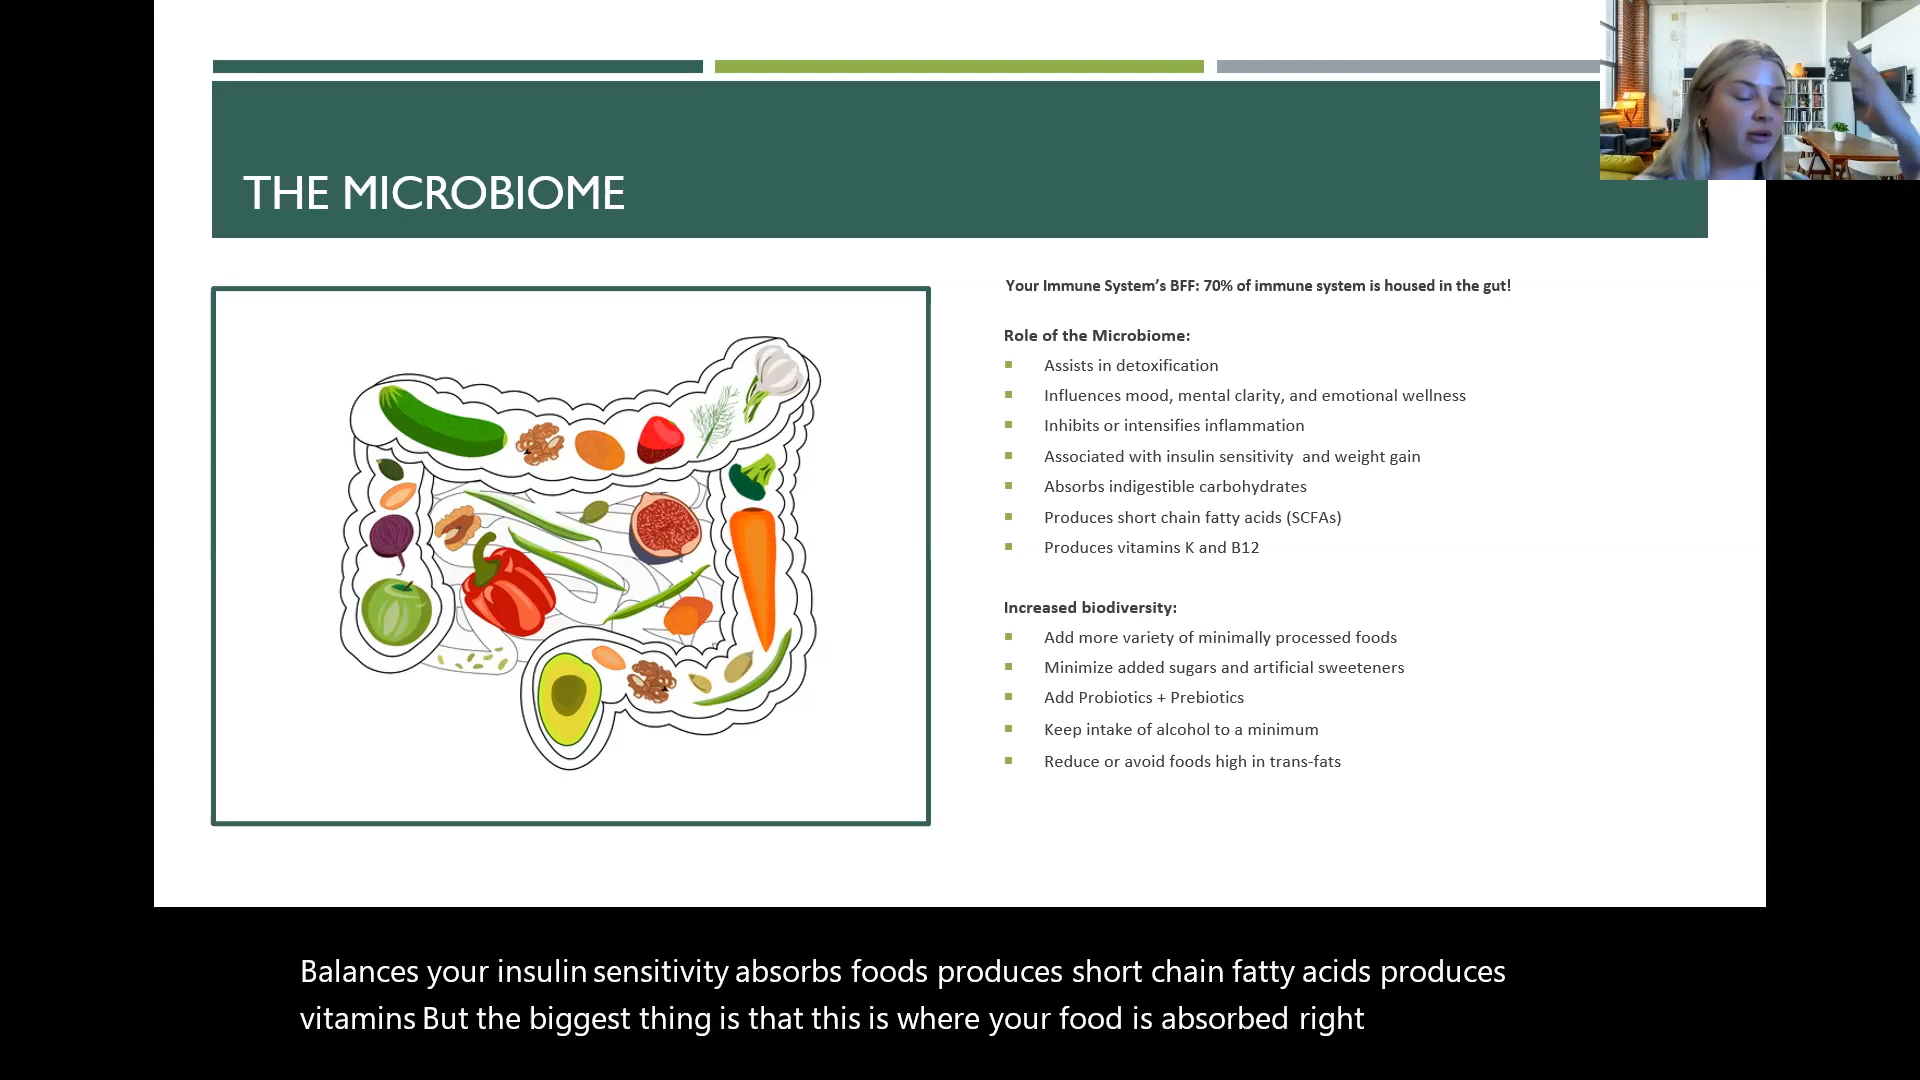 THE MICROBIOME
Your Immune System’s BFF: 70% of immune system is housed in the gut!
Role of the Microbiome:
Assists in detoxification
Influences mood, mental clarity, and emotional wellness
Inhibits or intensifies inflammation
Associated with insulin sensitivity  and weight gain
Absorbs indigestible carbohydrates
Produces short chain fatty acids (SCFAs)
Produces vitamins K and B12
Increased biodiversity:
Add more variety of minimally processed foods
Minimize added sugars and artificial sweeteners
Add Probiotics + Prebiotics
Keep intake of alcohol to a minimum
Reduce or avoid foods high in trans-fats
Balances your insulin sensitivity absorbs foods produces short chain fatty acids produces
vitamins But the biggest thing is that this is where your food is absorbed right